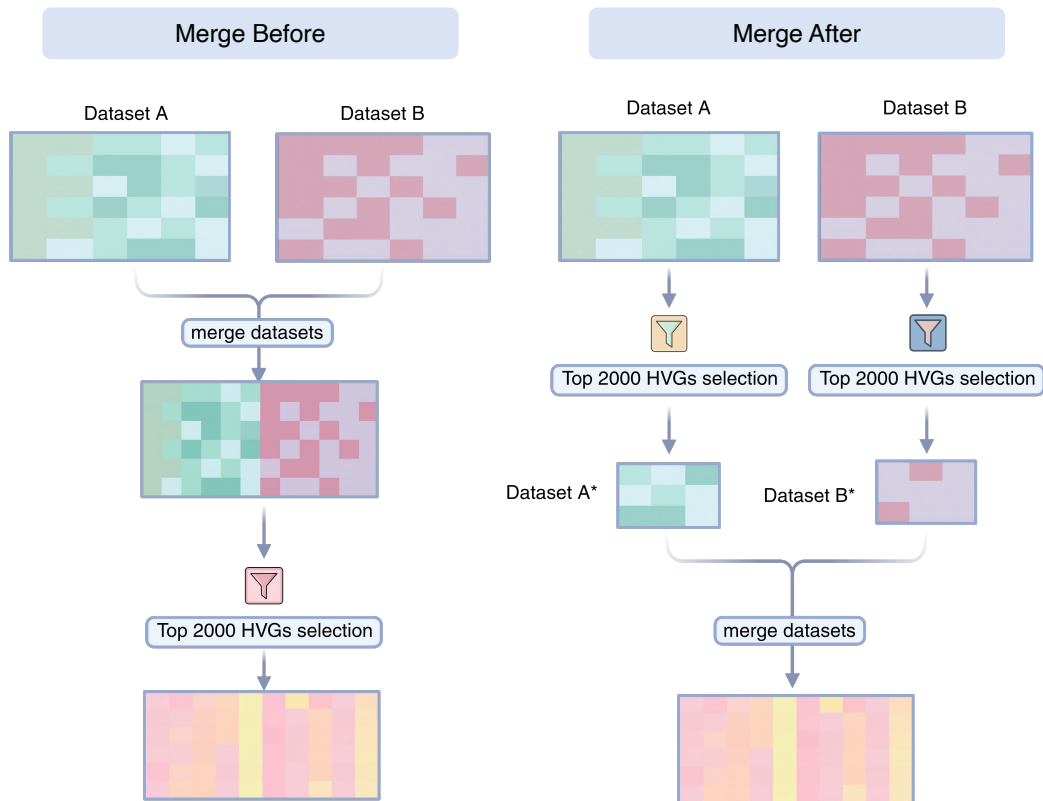 Merge Before
Merge After
Dataset A
Dataset B
Dataset A
Dataset B
merge datasets
Top 2000 HVGs selection
Top 2000 HVGs selection
Dataset A*
Dataset B*
Top 2000 HVGs selection
merge datasets